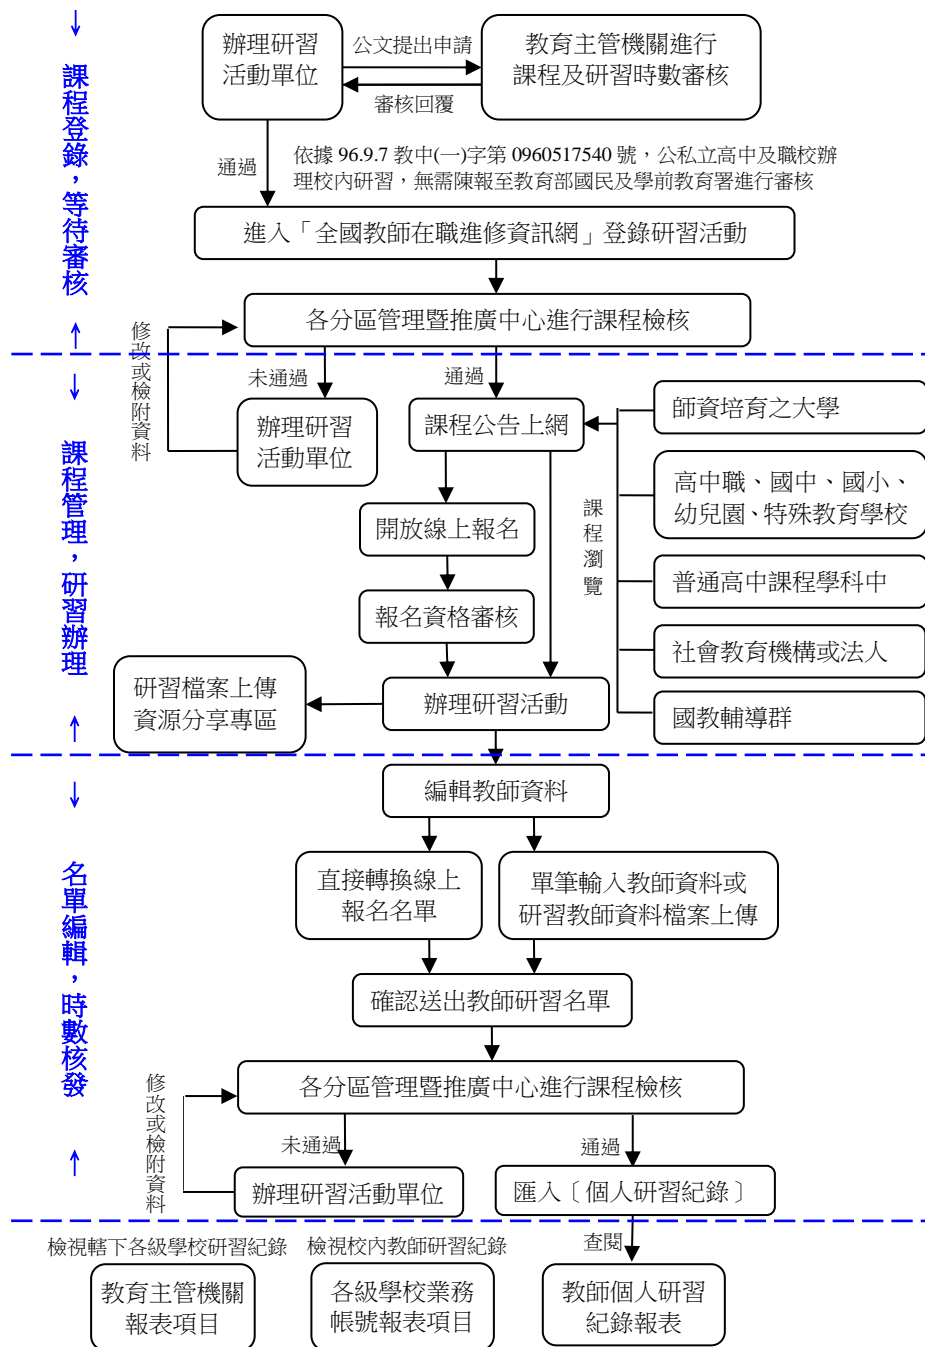 課程登錄，等待審核
辦理研習
活動單位
公文提出申請
審核回覆
教育主管機關進行
課程及研習時數審核
通過
依據 96.9.7 教中(一)字第 0960517540 號，公私立高中及職校辦
理校內研習，無需陳報至教育部國民及學前教育署進行審核
進入「全國教師在職進修資訊網」登錄研習活動
各分區管理暨推廣中心進行課程檢核
修改或檢附資料
未通過
通過
課程管理，研習辦理
辦理研習
活動單位
課程公告上網
課程瀏覽
師資培育之大學
高中職、國中、國小、
幼兒園、特殊教育學校
普通高中課程學科中
社會教育機構或法人
國教輔導群
開放線上報名
報名資格審核
辦理研習活動
研習檔案上傳
資源分享專區
名單編輯，時數核發
編輯教師資料
直接轉換線上
報名名單
單筆輸入教師資料或
研習教師資料檔案上傳
確認送出教師研習名單
各分區管理暨推廣中心進行課程檢核
修改或檢附資料
未通過
通過
辦理研習活動單位
匯入〔個人研習紀錄〕
檢視轄下各級學校研習紀錄
檢視校內教師研習紀錄
查閱
教育主管機關
報表項目
各級學校業務
帳號報表項目
教師個人研習
紀錄報表